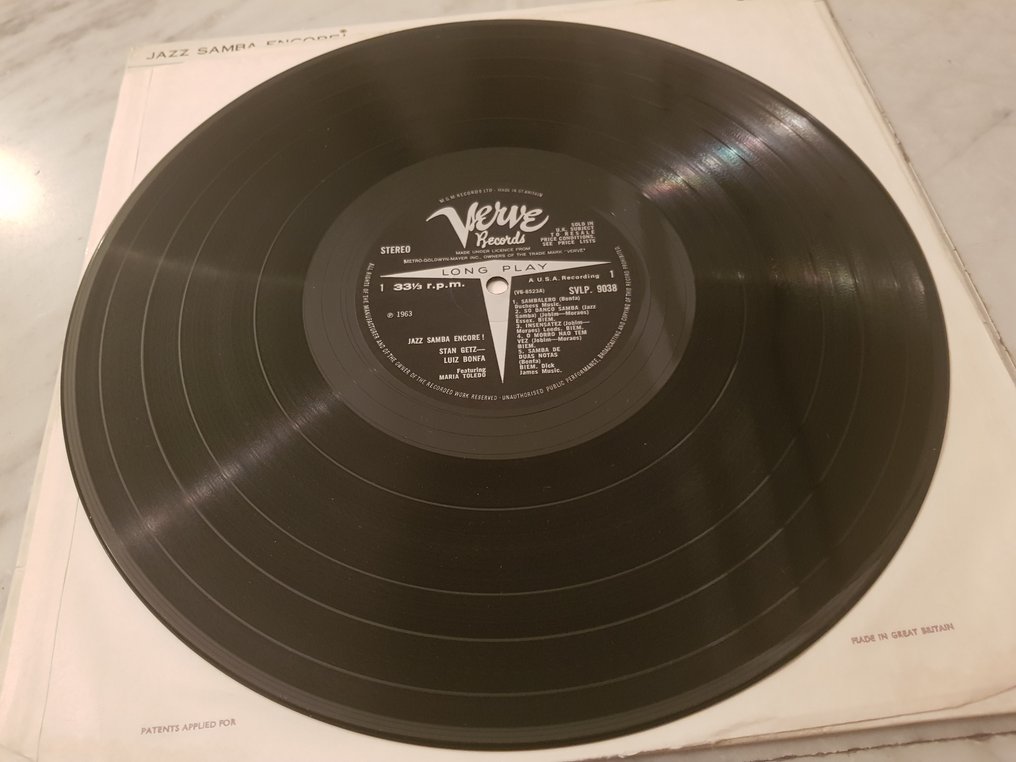 JAZZ SAMBA ENCORE!
M.G.M RECORDS LTD · MADE IN GT. BRITAIN
Verve
Records
STEREO
SOLD IN
U.K. SUBJECT
TO RESALE
PRICE CONDITIONS,
SEE PRICE LISTS
MADE UNDER LICENCE FROM
METRO-GOLDWYN-MAYER INC., OWNERS OF THE TRADE MARK "VERVE"
LONG PLAY
1 33⅓ r.p.m.
A U.S.A. Recording 1
(V6-8523A) SVLP. 9038
℗ 1963
JAZZ SAMBA ENCORE!
STAN GETZ—
LUIZ BONFA
Featuring
MARIA TOLEDO
1. SAMBALERO (Bonfa)
Duchess Music.
2. SO DANCO SAMBA (Jazz
Samba) (Jobim—Moraes)
Essex. BIEM.
3. INSENSATEZ (Jobim—
Moraes) Leeds. BIEM.
4. O MORRO NAO TEM
VEZ (Jobim—Moraes)
BIEM.
5. SAMBA DE
DUAS NOTAS
(Bonfa)
BIEM. Dick
James Music.
ALL RIGHTS OF THE MANUFACTURER AND OF THE OWNER OF THE RECORDED WORK RESERVED · UNAUTHORISED PUBLIC PERFORMANCE, BROADCASTING AND COPYING OF THIS RECORD PROHIBITED
MADE IN GREAT BRITAIN
PATENTS APPLIED FOR